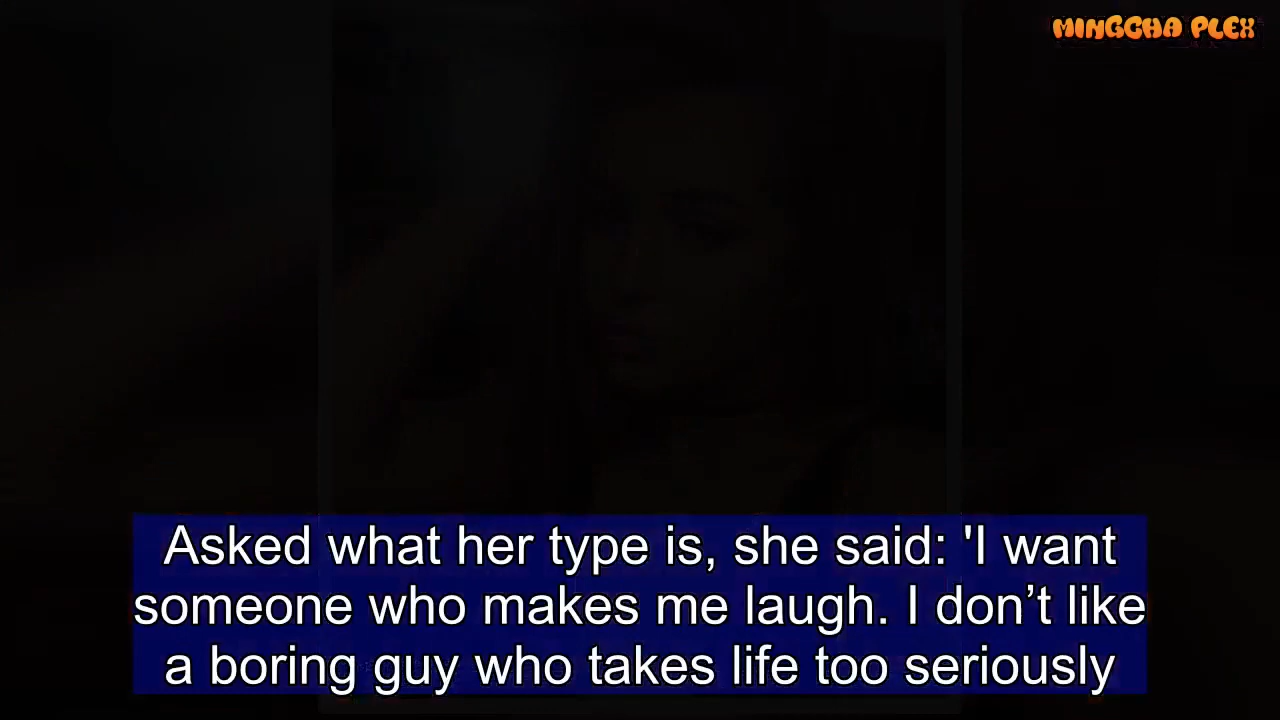 MINGCHA PLEX
Asked what her type is, she said: 'I want
someone who makes me laugh. I don’t like
a boring guy who takes life too seriously